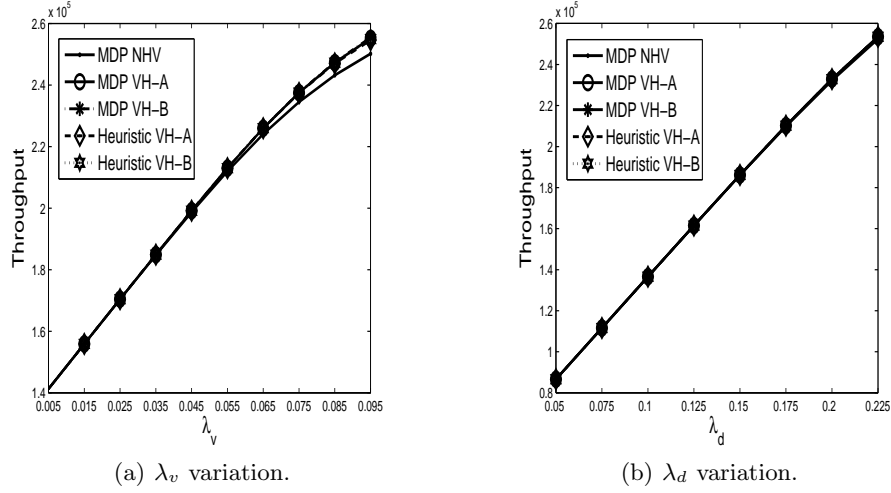 x 10^5
2.6
2.4
2.2
2
1.8
1.6
1.4
Throughput
MDP NHV
MDP VH−A
MDP VH−B
Heuristic VH−A
Heuristic VH−B
0.005 0.015 0.025 0.035 0.045 0.055 0.065 0.075 0.085 0.095
λ_v
(a) λ_v variation.
x 10^5
2.6
2.4
2.2
2
1.8
1.6
1.4
1.2
1
0.8
Throughput
MDP NHV
MDP VH−A
MDP VH−B
Heuristic VH−A
Heuristic VH−B
0.05 0.075 0.1 0.125 0.15 0.175 0.2 0.225
λ_d
(b) λ_d variation.